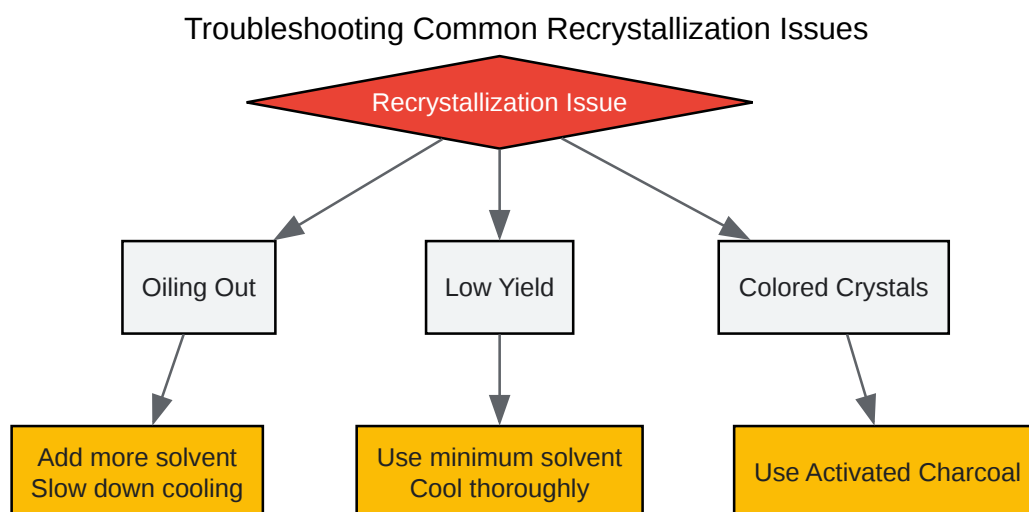 Troubleshooting Common Recrystallization Issues
Recrystallization Issue
Oiling Out
Low Yield
Colored Crystals
Add more solvent
Slow down cooling
Use minimum solvent
Cool thoroughly
Use Activated Charcoal